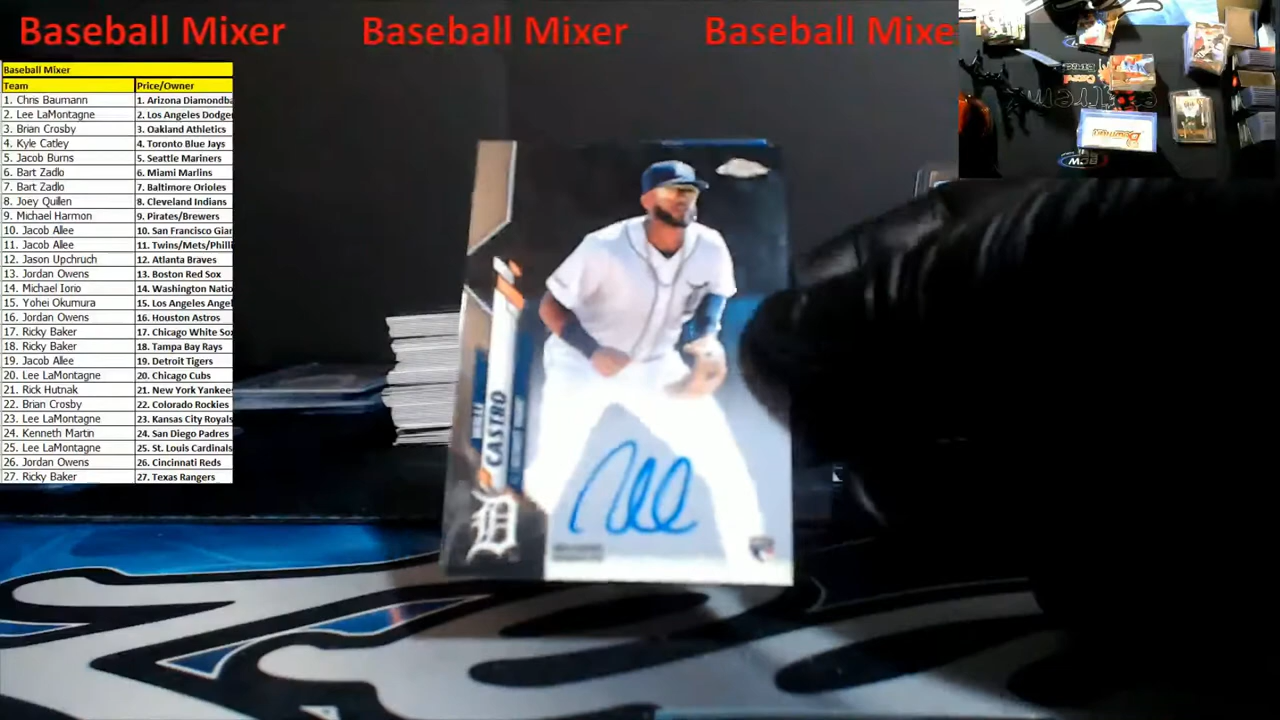 Baseball Mixer Baseball Mixer Baseball Mixe
Baseball Mixer
Team Price/Owner
1. Chris Baumann 1. Arizona Diamondba
2. Lee LaMontagne 2. Los Angeles Dodge
3. Brian Crosby 3. Oakland Athletics
4. Kyle Catley 4. Toronto Blue Jays
5. Jacob Burns 5. Seattle Mariners
6. Bart Zadlo 6. Miami Marlins
7. Bart Zadlo 7. Baltimore Orioles
8. Joey Quillen 8. Cleveland Indians
9. Michael Harmon 9. Pirates/Brewers
10. Jacob Allee 10. San Francisco Gian
11. Jacob Allee 11. Twins/Mets/Philli
12. Jason Upchruch 12. Atlanta Braves
13. Jordan Owens 13. Boston Red Sox
14. Michael Iorio 14. Washington Natio
15. Yohei Okumura 15. Los Angeles Angel
16. Jordan Owens 16. Houston Astros
17. Ricky Baker 17. Chicago White Sox
18. Ricky Baker 18. Tampa Bay Rays
19. Jacob Allee 19. Detroit Tigers
20. Lee LaMontagne 20. Chicago Cubs
21. Rick Hutnak 21. New York Yankee
22. Brian Crosby 22. Colorado Rockies
23. Lee LaMontagne 23. Kansas City Royals
24. Kenneth Martin 24. San Diego Padres
25. Lee LaMontagne 25. St. Louis Cardinals
26. Jordan Owens 26. Cincinnati Reds
27. Ricky Baker 27. Texas Rangers
CASTRO
D